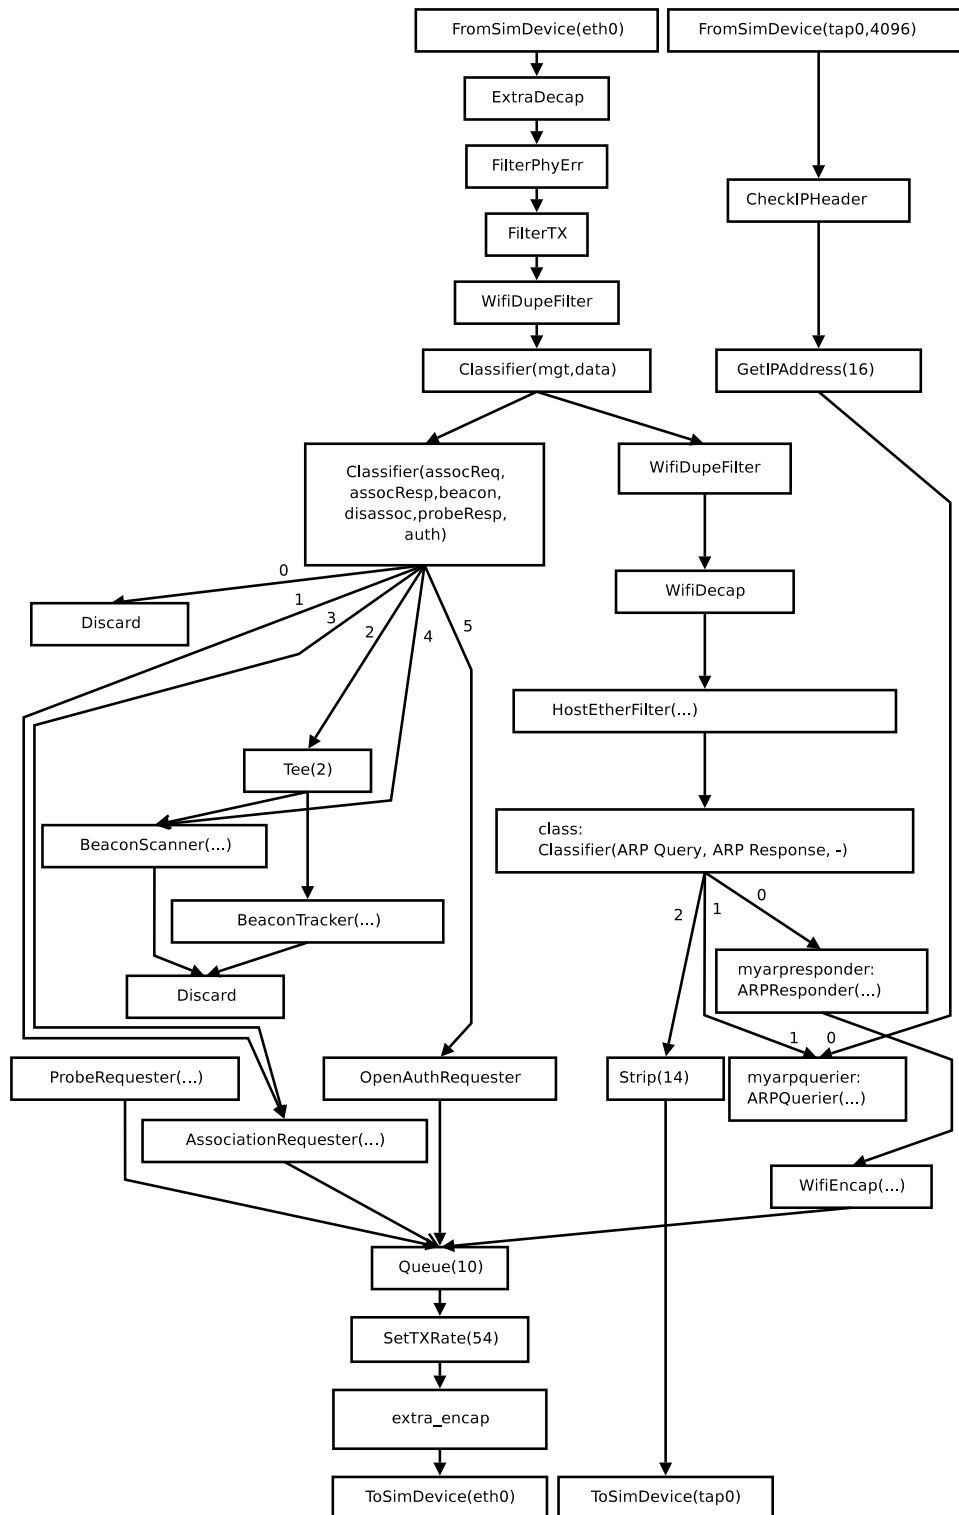 FromSimDevice(eth0)
FromSimDevice(tap0,4096)
ExtraDecap
FilterPhyErr
CheckIPHeader
FilterTX
WifiDupeFilter
Classifier(mgt,data)
GetIPAddress(16)
Classifier(assocReq,
assocResp,beacon,
disassoc,probeResp,
auth)
WifiDupeFilter
WifiDecap
0
1
3
2
4
5
Discard
HostEtherFilter(...)
Tee(2)
class:
Classifier(ARP Query, ARP Response, -)
BeaconScanner(...)
2
1
0
BeaconTracker(...)
myarpresponder:
ARPResponder(...)
Discard
1
0
ProbeRequester(...)
OpenAuthRequester
Strip(14)
myarpquerier:
ARPQuerier(...)
AssociationRequester(...)
WifiEncap(...)
Queue(10)
SetTXRate(54)
extra_encap
ToSimDevice(eth0)
ToSimDevice(tap0)